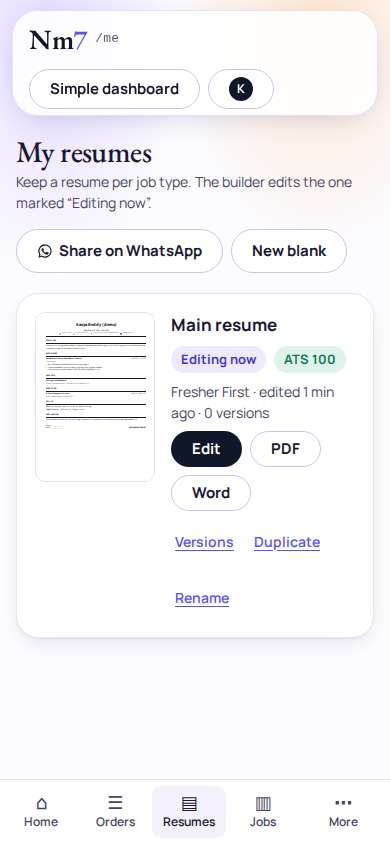 Nm7 /me
Simple dashboard
K
My resumes
Keep a resume per job type. The builder edits the one
marked “Editing now”.
Share on WhatsApp
New blank
Main resume
Editing now
ATS 100
Fresher First · edited 1 min
ago · 0 versions
Edit
PDF
Word
Versions
Duplicate
Rename
Home
Orders
Resumes
Jobs
More